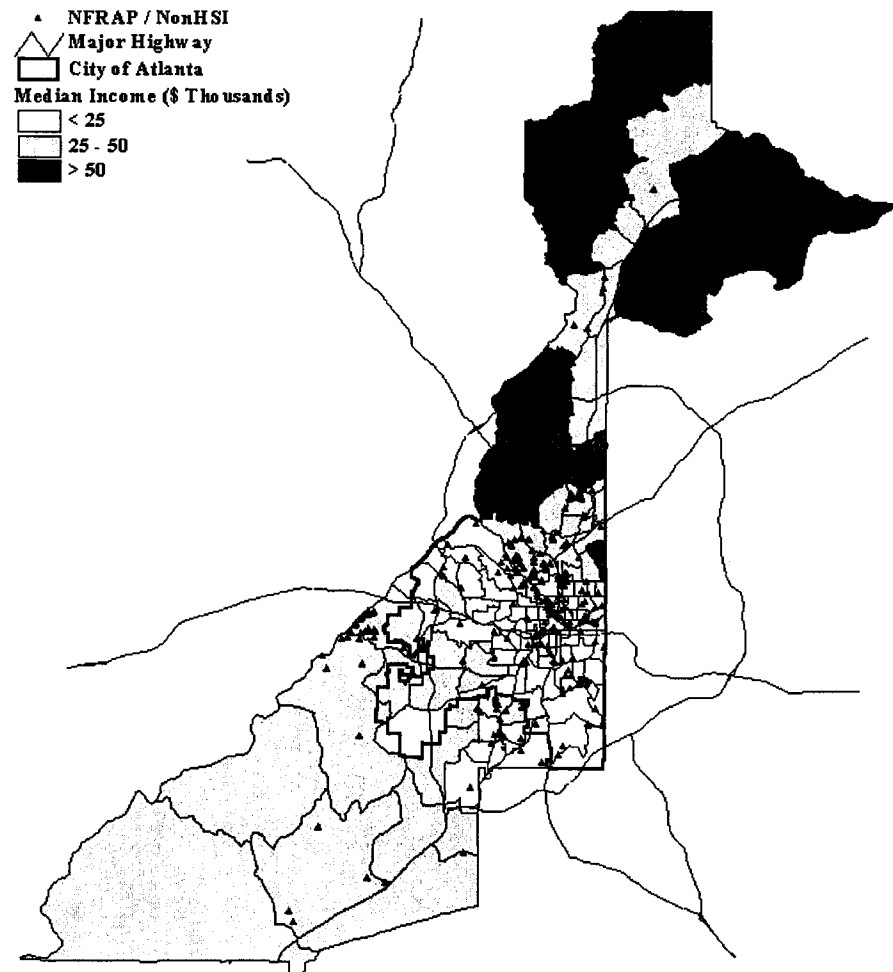 NFRAP / NonHSI
Major Highway
City of Atlanta
Median Income ($ Thousands)
< 25
25 - 50
> 50